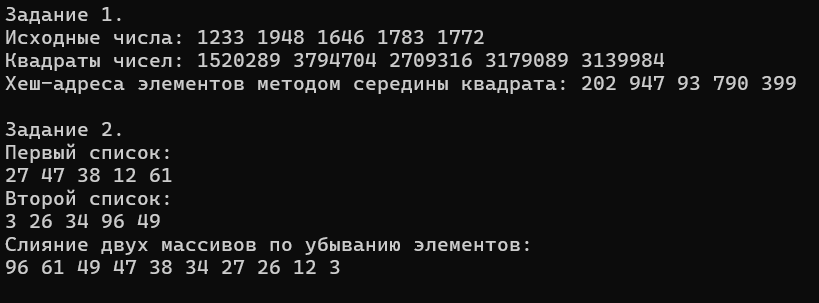 Задание 1.
Исходные числа: 1233 1948 1646 1783 1772
Квадраты чисел: 1520289 3794704 2709316 3179089 3139984
Хеш-адреса элементов методом середины квадрата: 202 947 93 790 399
Задание 2.
Первый список:
27 47 38 12 61
Второй список:
3 26 34 96 49
Слияние двух массивов по убыванию элементов:
96 61 49 47 38 34 27 26 12 3